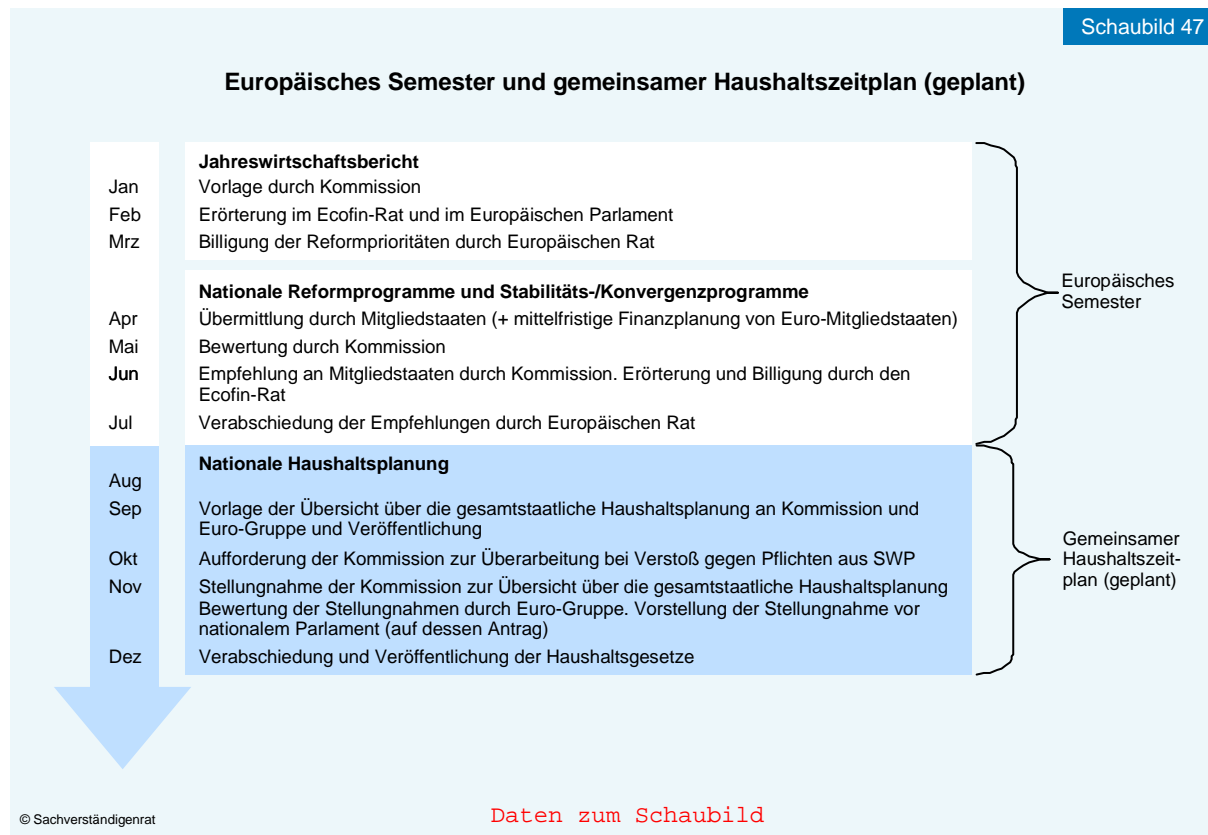 Schaubild 47
Europäisches Semester und gemeinsamer Haushaltszeitplan (geplant)
Jahreswirtschaftsbericht
Jan Vorlage durch Kommission
Feb Erörterung im Ecofin-Rat und im Europäischen Parlament
Mrz Billigung der Reformprioritäten durch Europäischen Rat
Nationale Reformprogramme und Stabilitäts-/Konvergenzprogramme
Apr Übermittlung durch Mitgliedstaaten (+ mittelfristige Finanzplanung von Euro-Mitgliedstaaten)
Mai Bewertung durch Kommission
Jun Empfehlung an Mitgliedstaaten durch Kommission. Erörterung und Billigung durch den
Ecofin-Rat
Jul Verabschiedung der Empfehlungen durch Europäischen Rat
Europäisches
Semester
Nationale Haushaltsplanung
Aug
Sep Vorlage der Übersicht über die gesamtstaatliche Haushaltsplanung an Kommission und
Euro-Gruppe und Veröffentlichung
Okt Aufforderung der Kommission zur Überarbeitung bei Verstoß gegen Pflichten aus SWP
Nov Stellungnahme der Kommission zur Übersicht über die gesamtstaatliche Haushaltsplanung
Bewertung der Stellungnahmen durch Euro-Gruppe. Vorstellung der Stellungnahme vor
nationalem Parlament (auf dessen Antrag)
Dez Verabschiedung und Veröffentlichung der Haushaltsgesetze
Gemeinsamer
Haushaltszeit-
plan (geplant)
© Sachverständigenrat
Daten zum Schaubild